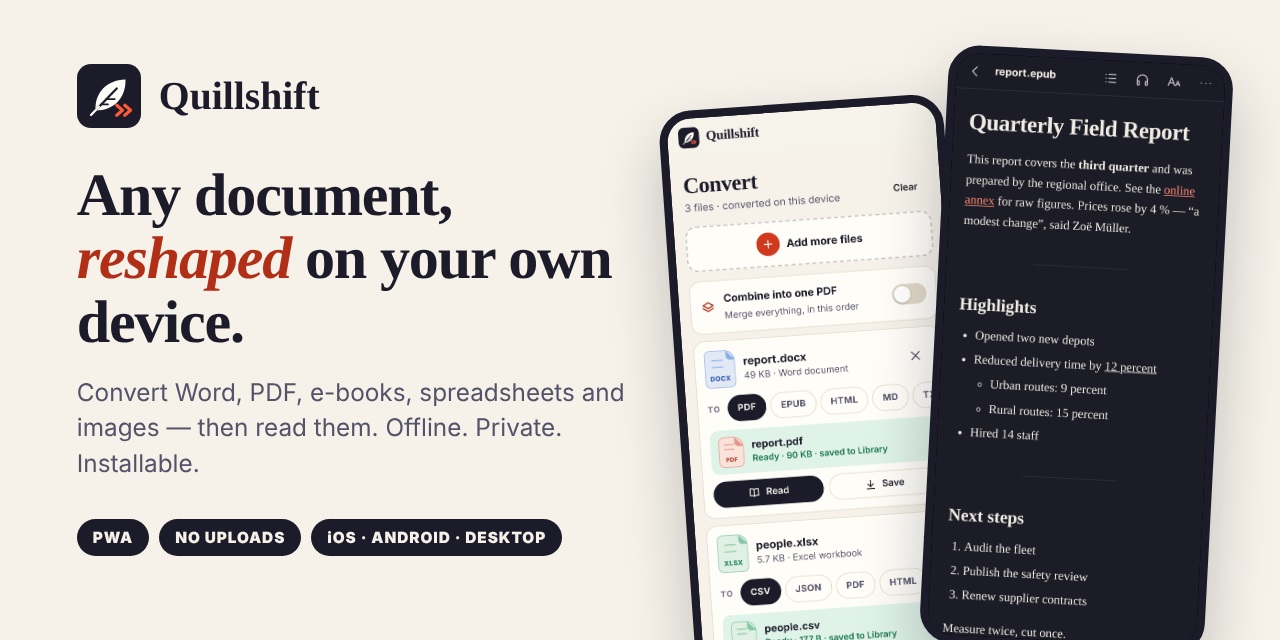 Quillshift
Any document,
reshaped on your own
device.
Convert Word, PDF, e-books, spreadsheets and
images — then read them. Offline. Private.
Installable.
PWA
NO UPLOADS
iOS · ANDROID · DESKTOP
Quillshift
Convert
3 files · converted on this device
Clear
Add more files
Combine into one PDF
Merge everything, in this order
DOCX
report.docx
49 KB · Word document
TO
PDF
EPUB
HTML
MD
PDF
report.pdf
Ready · 90 KB · saved to Library
Read
Save
XLSX
people.xlsx
5.7 KB · Excel workbook
TO
CSV
JSON
PDF
HTML
people.csv
Ready · 177 B · saved to Library
report.epub
AA
Quarterly Field Report
This report covers the third quarter and was
prepared by the regional office. See the online
annex for raw figures. Prices rose by 4 % — “a
modest change”, said Zoë Müller.
Highlights
• Opened two new depots
• Reduced delivery time by 12 percent
◦ Urban routes: 9 percent
◦ Rural routes: 15 percent
• Hired 14 staff
Next steps
1. Audit the fleet
2. Publish the safety review
3. Renew supplier contracts
Measure twice, cut once.